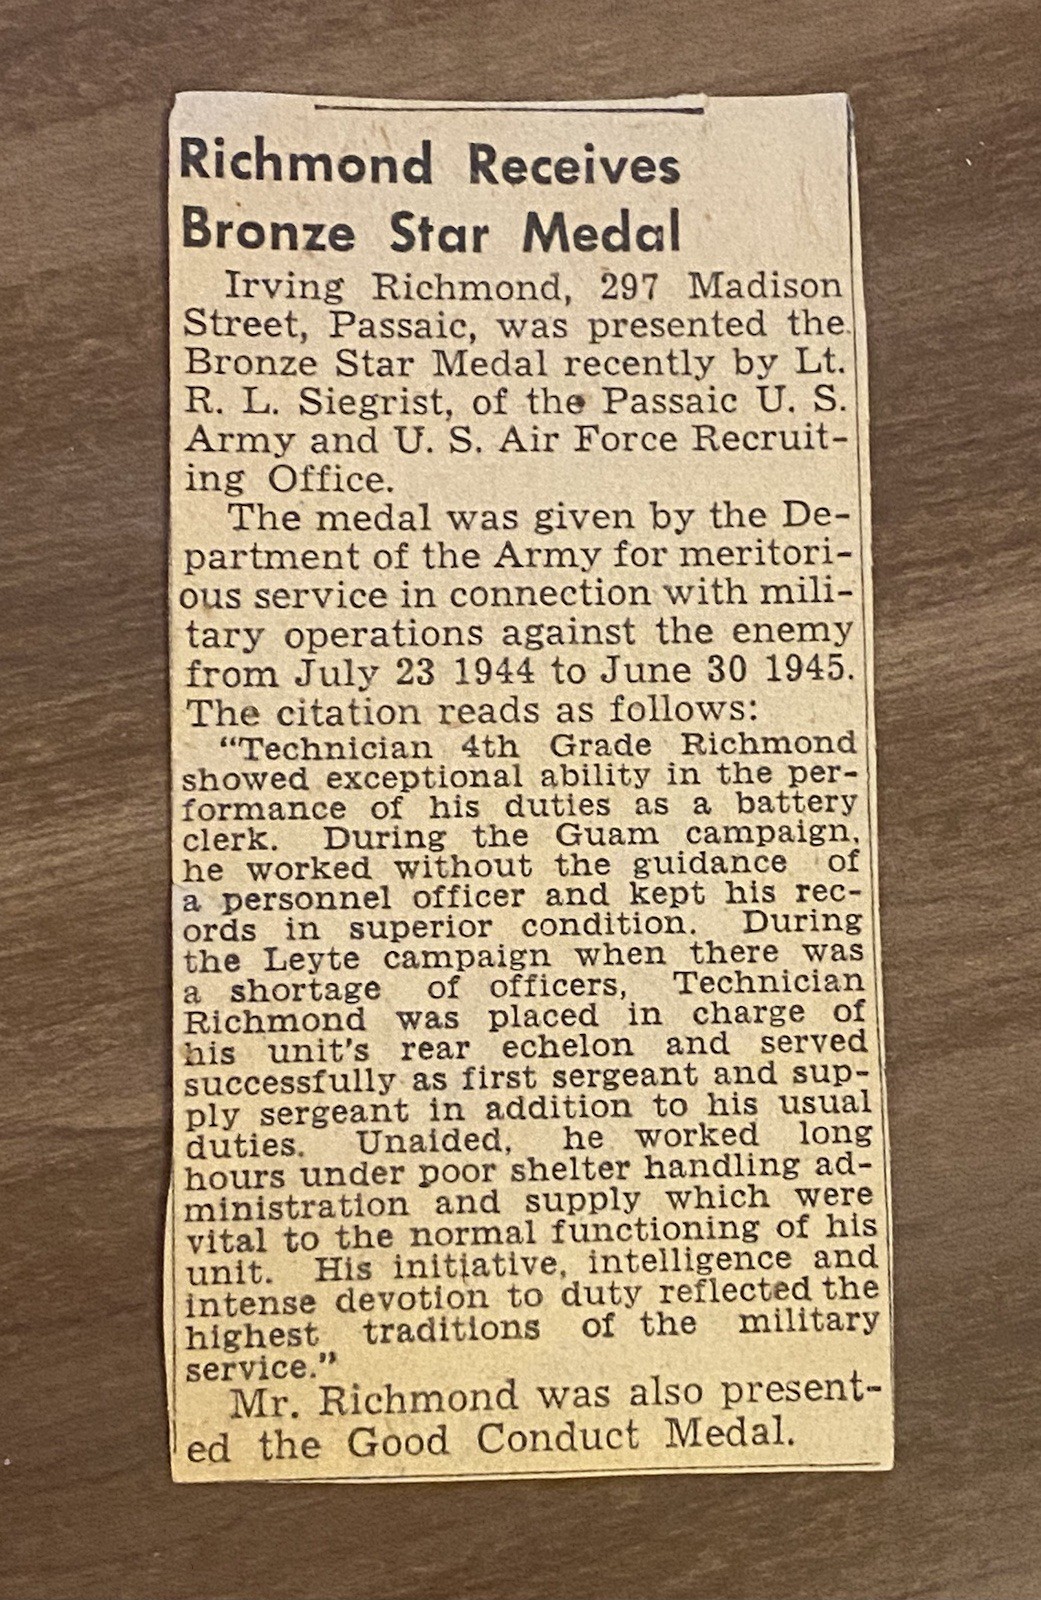 Richmond Receives
Bronze Star Medal
Irving Richmond, 297 Madison
Street, Passaic, was presented the
Bronze Star Medal recently by Lt.
R. L. Siegrist, of the Passaic U. S.
Army and U. S. Air Force Recruit-
ing Office.
The medal was given by the De-
partment of the Army for meritori-
ous service in connection with mili-
tary operations against the enemy
from July 23 1944 to June 30 1945.
The citation reads as follows:
"Technician 4th Grade Richmond
showed exceptional ability in the per-
formance of his duties as a battery
clerk. During the Guam campaign,
he worked without the guidance of
a personnel officer and kept his rec-
ords in superior condition. During
the Leyte campaign when there was
a shortage of officers, Technician
Richmond was placed in charge of
his unit's rear echelon and served
successfully as first sergeant and sup-
ply sergeant in addition to his usual
duties. Unaided, he worked long
hours under poor shelter handling ad-
ministration and supply which were
vital to the normal functioning of his
unit. His initiative, intelligence and
intense devotion to duty reflected the
highest traditions of the military
service."
Mr. Richmond was also present-
ed the Good Conduct Medal.